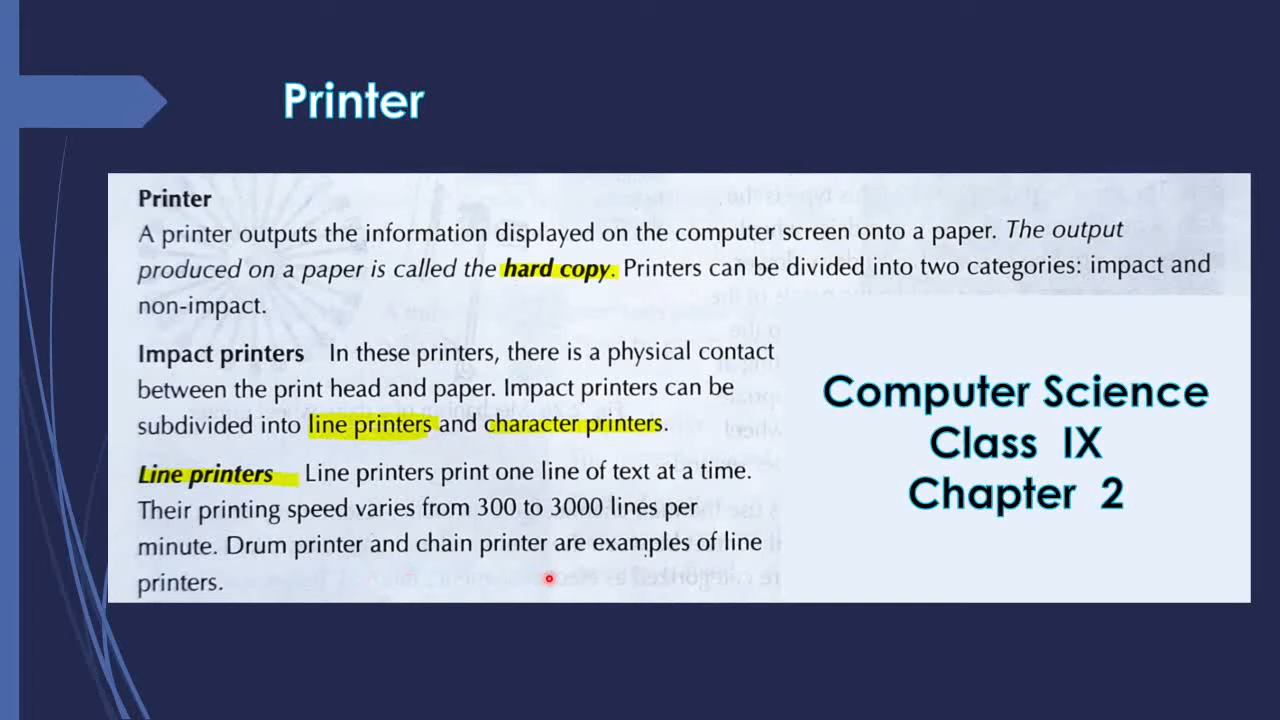 Printer
Printer
A printer outputs the information displayed on the computer screen onto a paper. The output
produced on a paper is called the hard copy. Printers can be divided into two categories: impact and
non-impact.
Impact printers In these printers, there is a physical contact
between the print head and paper. Impact printers can be
subdivided into line printers and character printers.
Line printers Line printers print one line of text at a time.
Their printing speed varies from 300 to 3000 lines per
minute. Drum printer and chain printer are examples of line
printers.
Computer Science
Class IX
Chapter 2